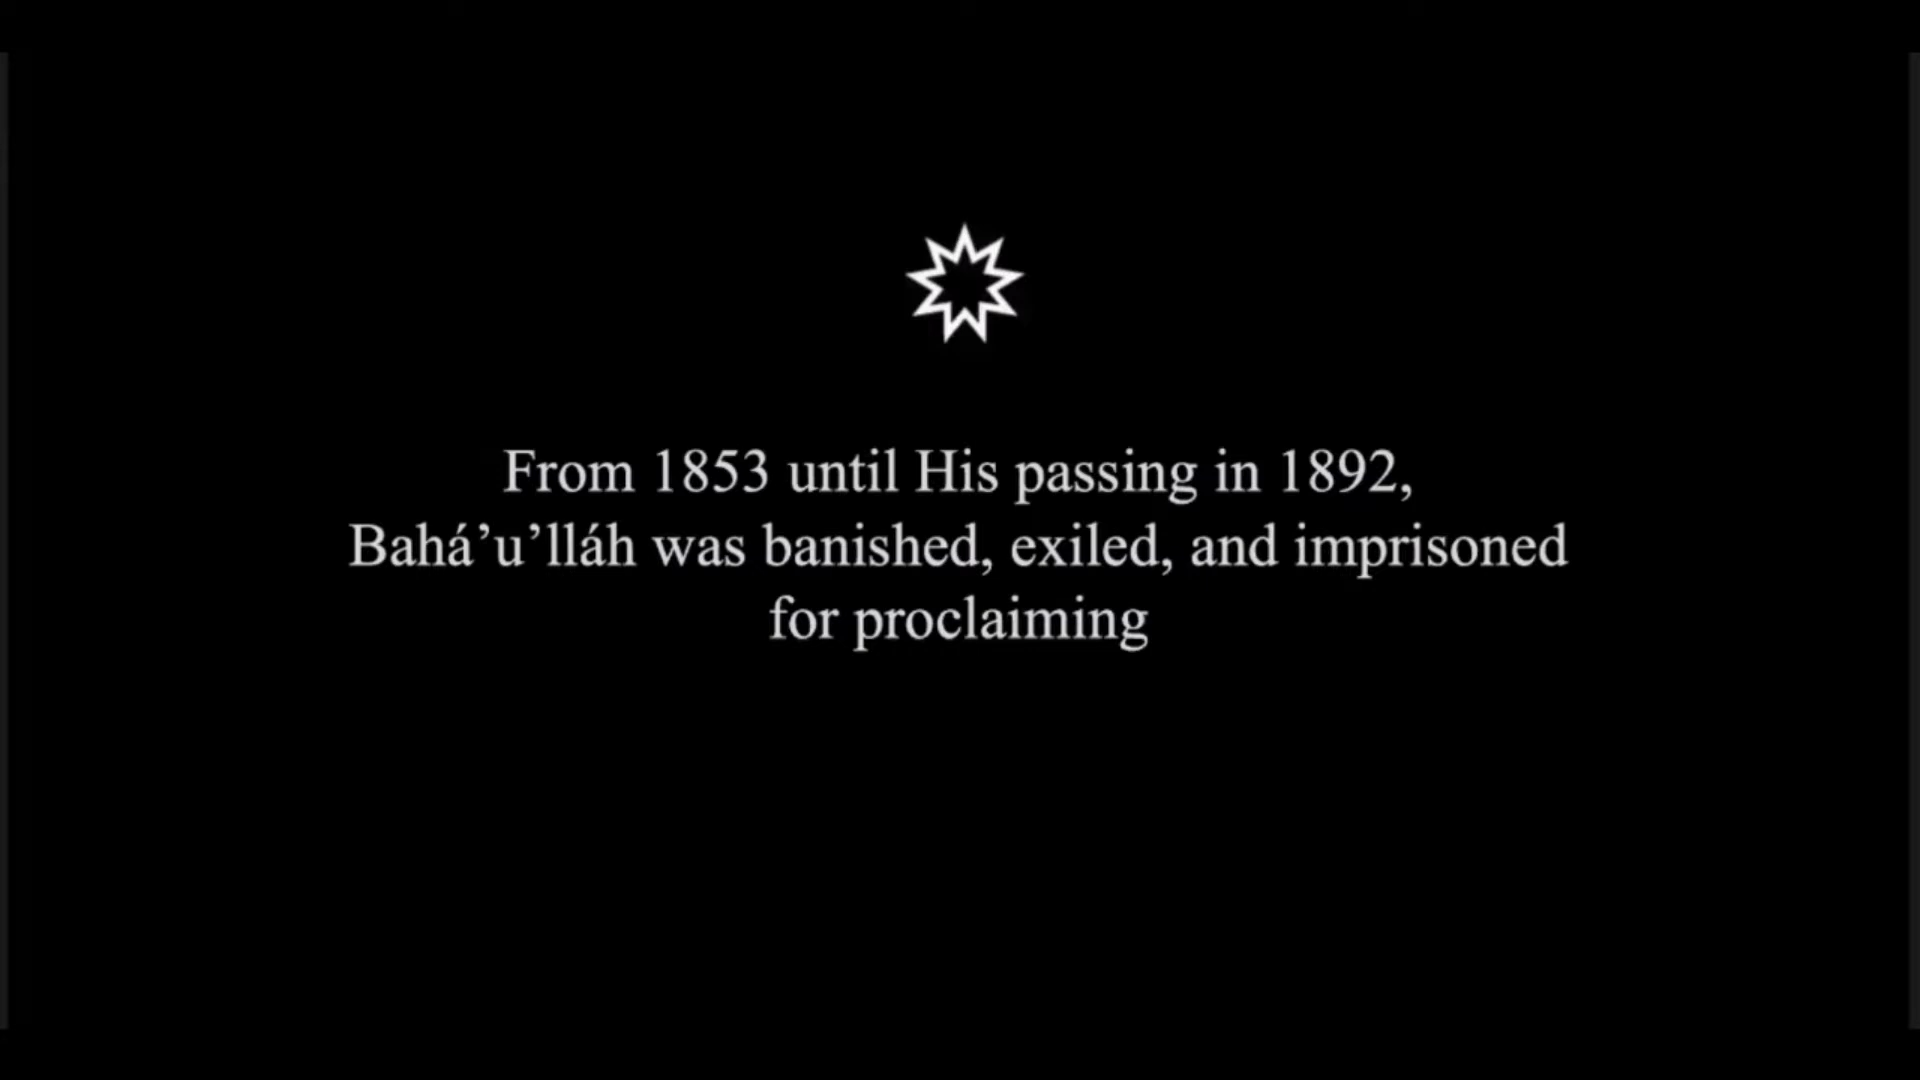 From 1853 until His passing in 1892,
Bahá’u’lláh was banished, exiled, and imprisoned
for proclaiming